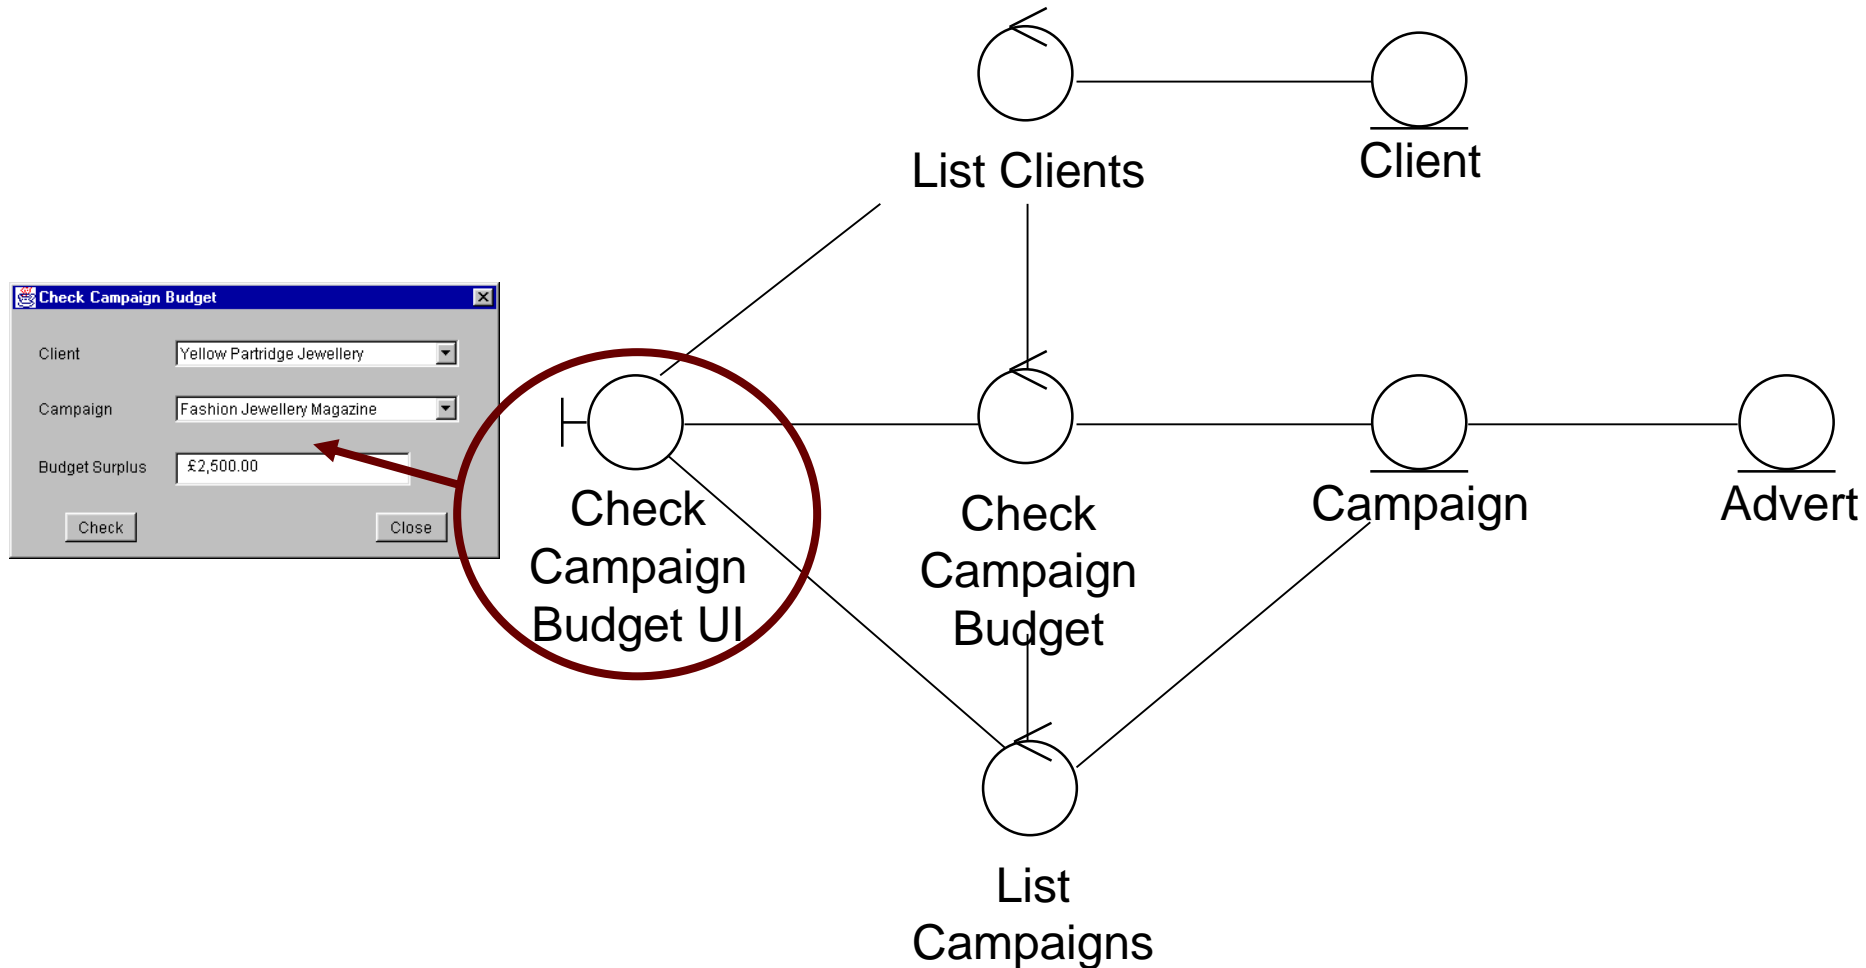 List Clients
Client
Check Campaign Budget
Client
Yellow Partridge Jewellery
Campaign
Fashion Jewellery Magazine
Budget Surplus
£2,500.00
Check
Close
Check
Campaign
Budget UI
Check
Campaign
Budget
Campaign
Advert
List
Campaigns